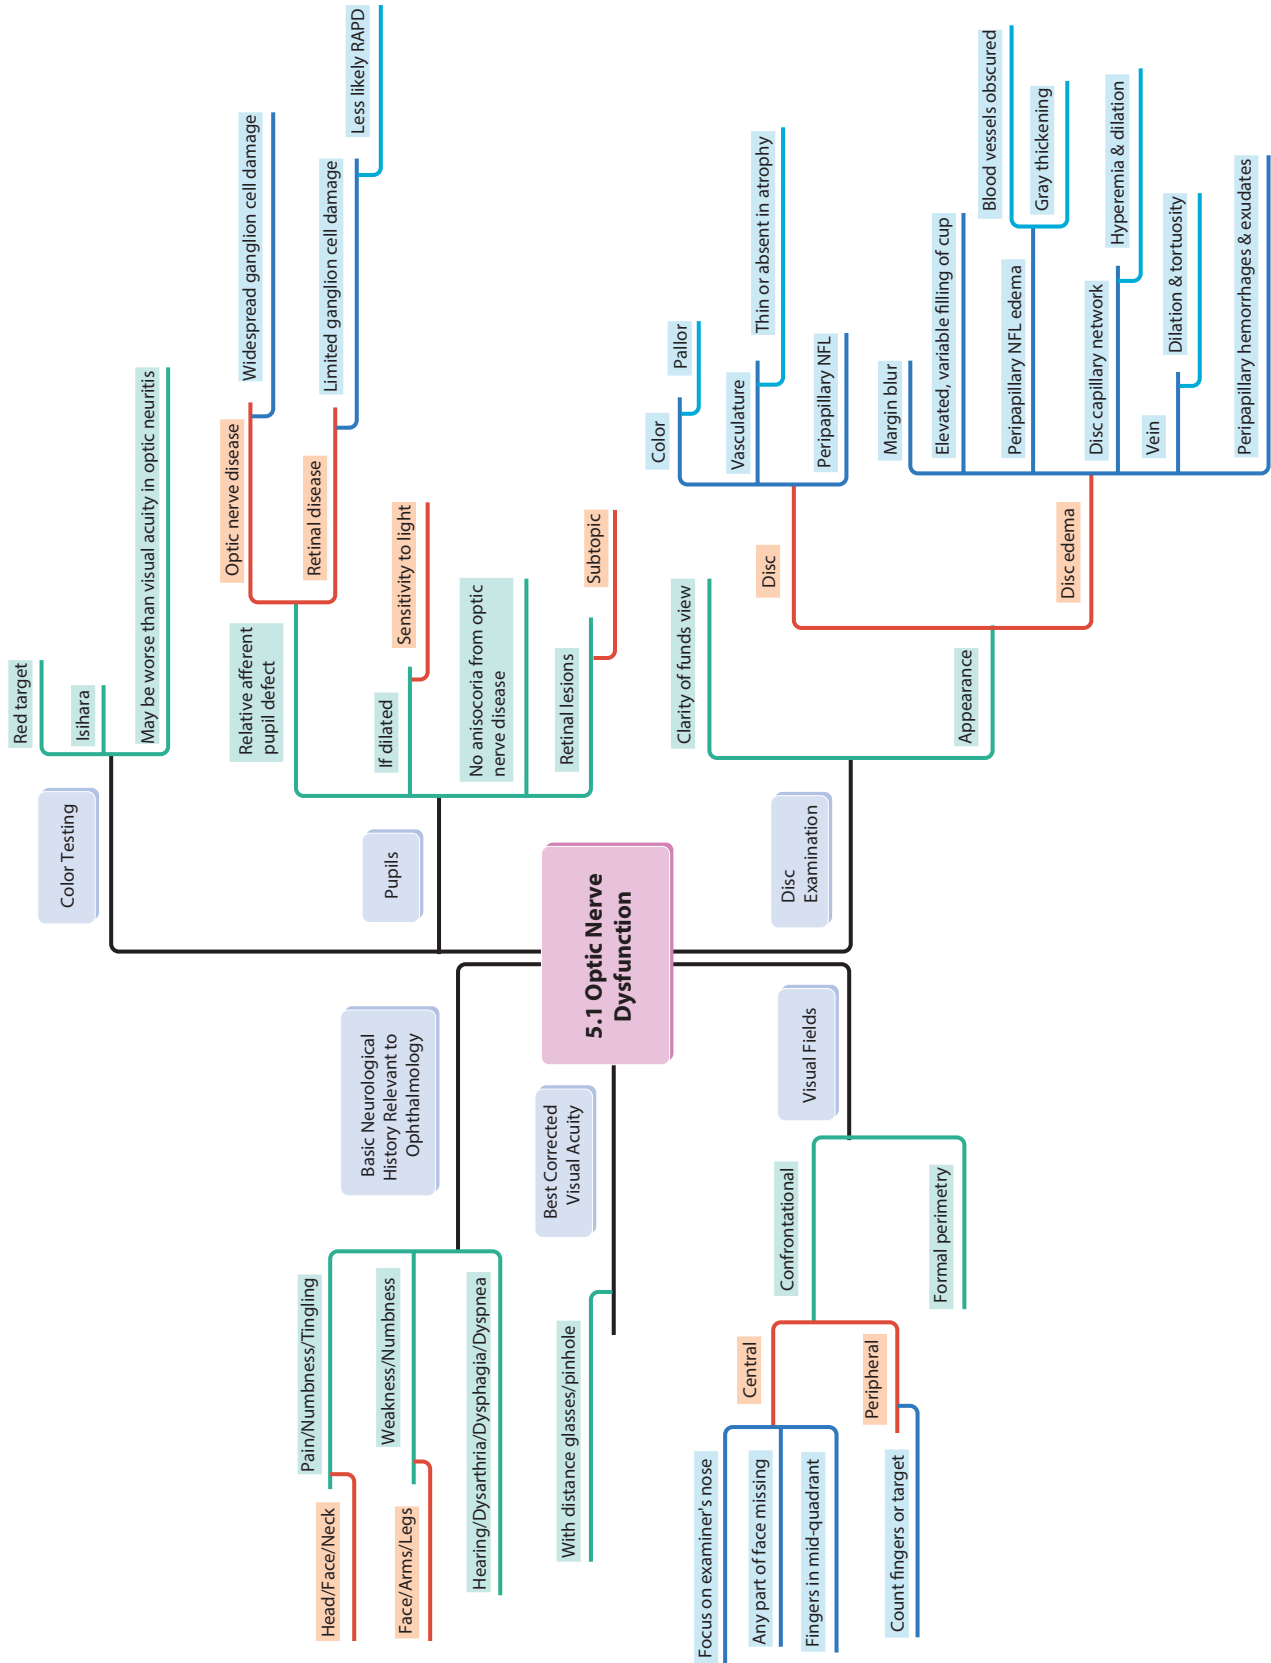 5.1 Optic Nerve
Dysfunction
Basic Neurological
History Relevant to
Ophthalmology
Pain/Numbness/Tingling
Head/Face/Neck
Weakness/Numbness
Face/Arms/Legs
Hearing/Dysarthria/Dysphagia/Dyspnea
Best Corrected
Visual Acuity
With distance glasses/pinhole
Visual Fields
Confrontational
Central
Focus on examiner's nose
Any part of face missing
Fingers in mid-quadrant
Peripheral
Count fingers or target
Formal perimetry
Color Testing
Red target
Isihara
May be worse than visual acuity in optic neuritis
Pupils
Relative afferent
pupil defect
Optic nerve disease
Widespread ganglion cell damage
Retinal disease
Limited ganglion cell damage
Less likely RAPD
If dilated
Sensitivity to light
No anisocoria from optic
nerve disease
Retinal lesions
Subtopic
Disc
Examination
Clarity of funds view
Appearance
Disc
Color
Pallor
Vasculature
Thin or absent in atrophy
Peripapillary NFL
Disc edema
Margin blur
Elevated, variable filling of cup
Peripapillary NFL edema
Blood vessels obscured
Gray thickening
Disc capillary network
Hyperemia & dilation
Vein
Dilation & tortuosity
Peripapillary hemorrhages & exudates